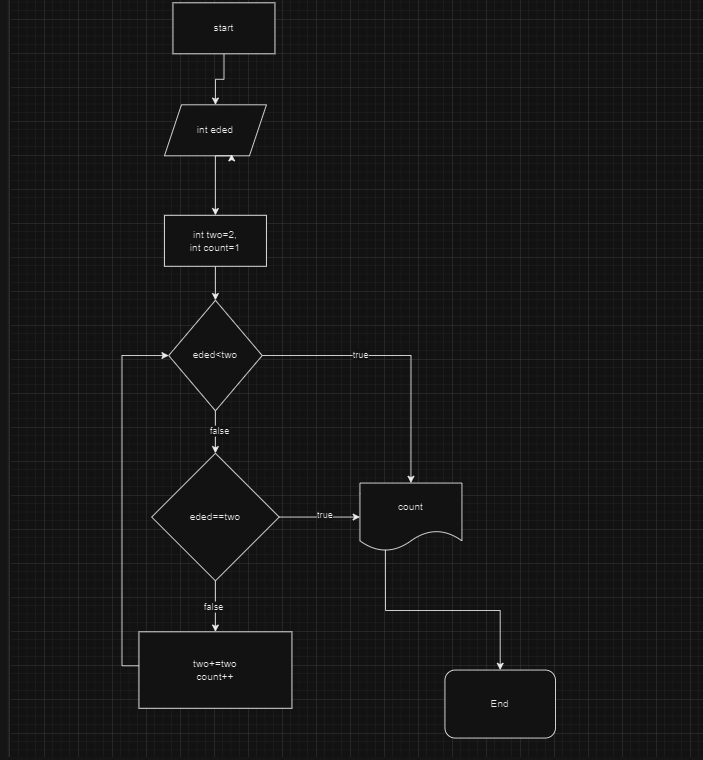 start
int eded
int two=2,
int count=1
eded<two
true
false
count
eded==two
true
false
two+=two
count++
End